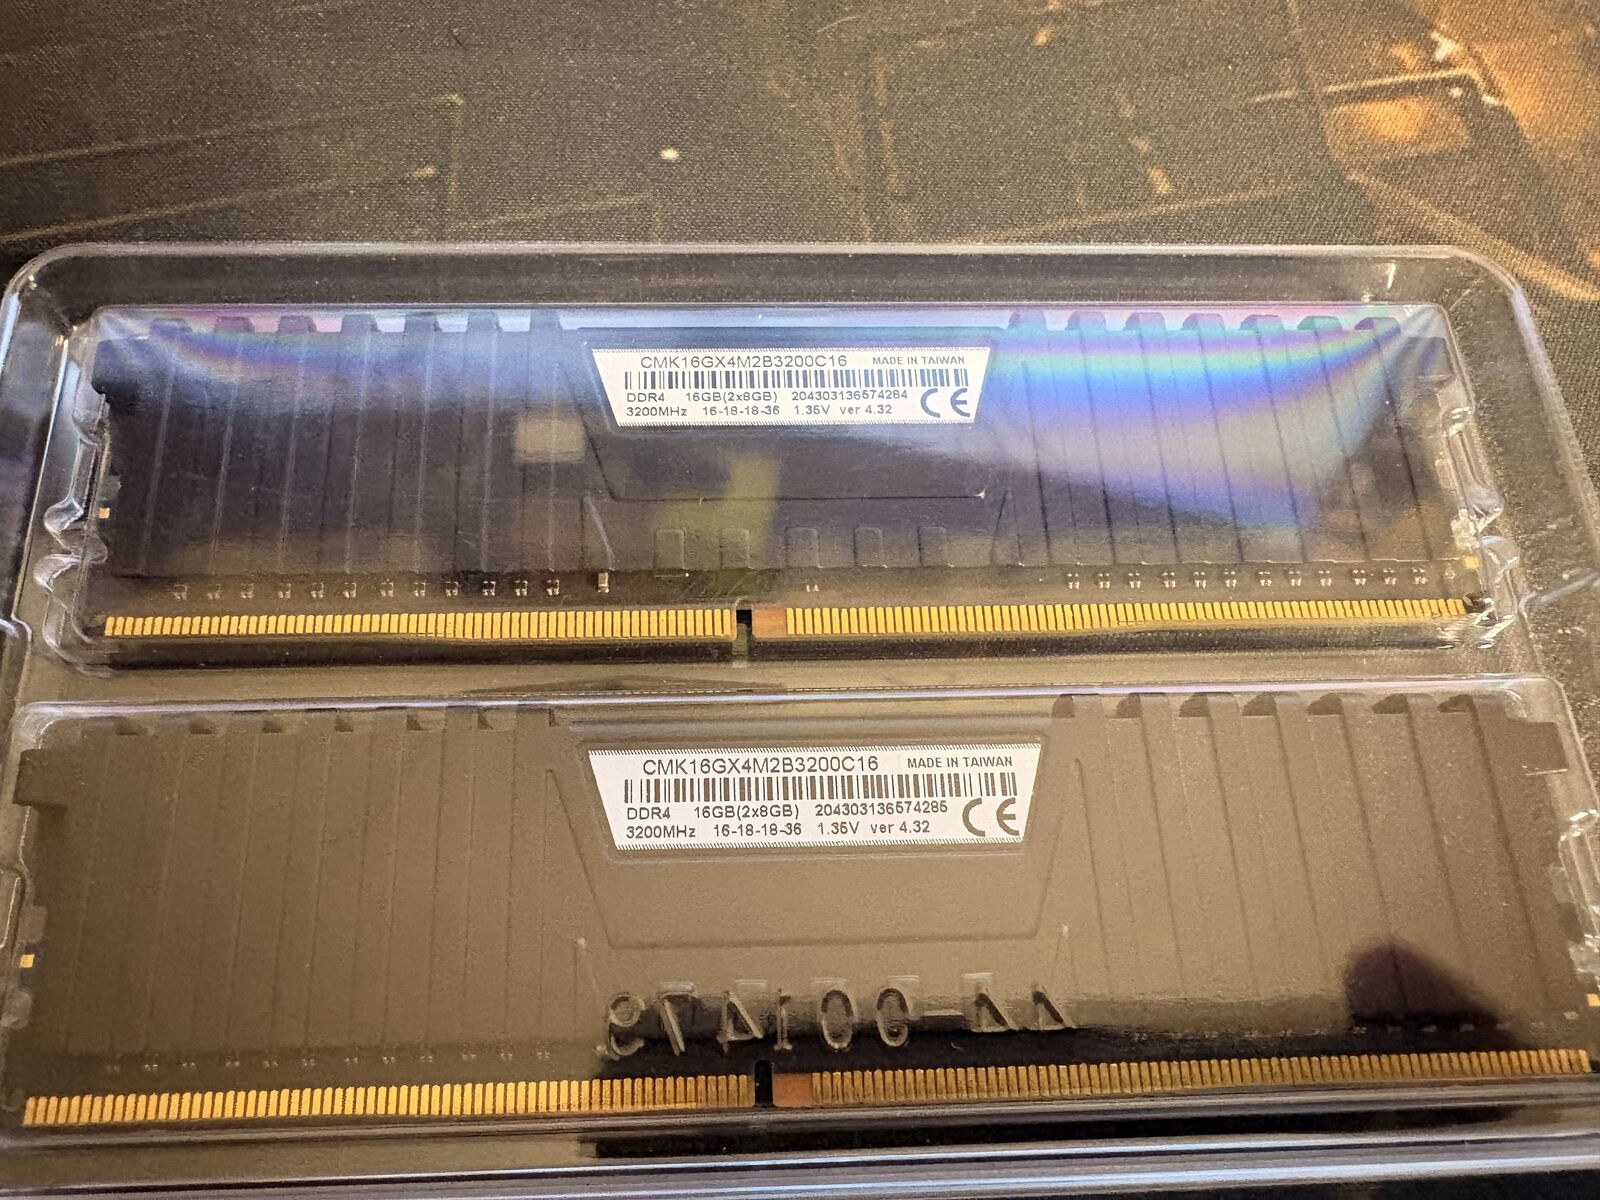 CMK16GX4M2B3200C16 MADE IN TAIWAN
DDR4 16GB(2x8GB) 204303136574284
3200MHz 16-18-18-36 1.35V ver 4.32
CE
CMK16GX4M2B3200C16 MADE IN TAIWAN
DDR4 16GB(2x8GB) 204303136574285
3200MHz 16-18-18-36 1.35V ver 4.32
CE